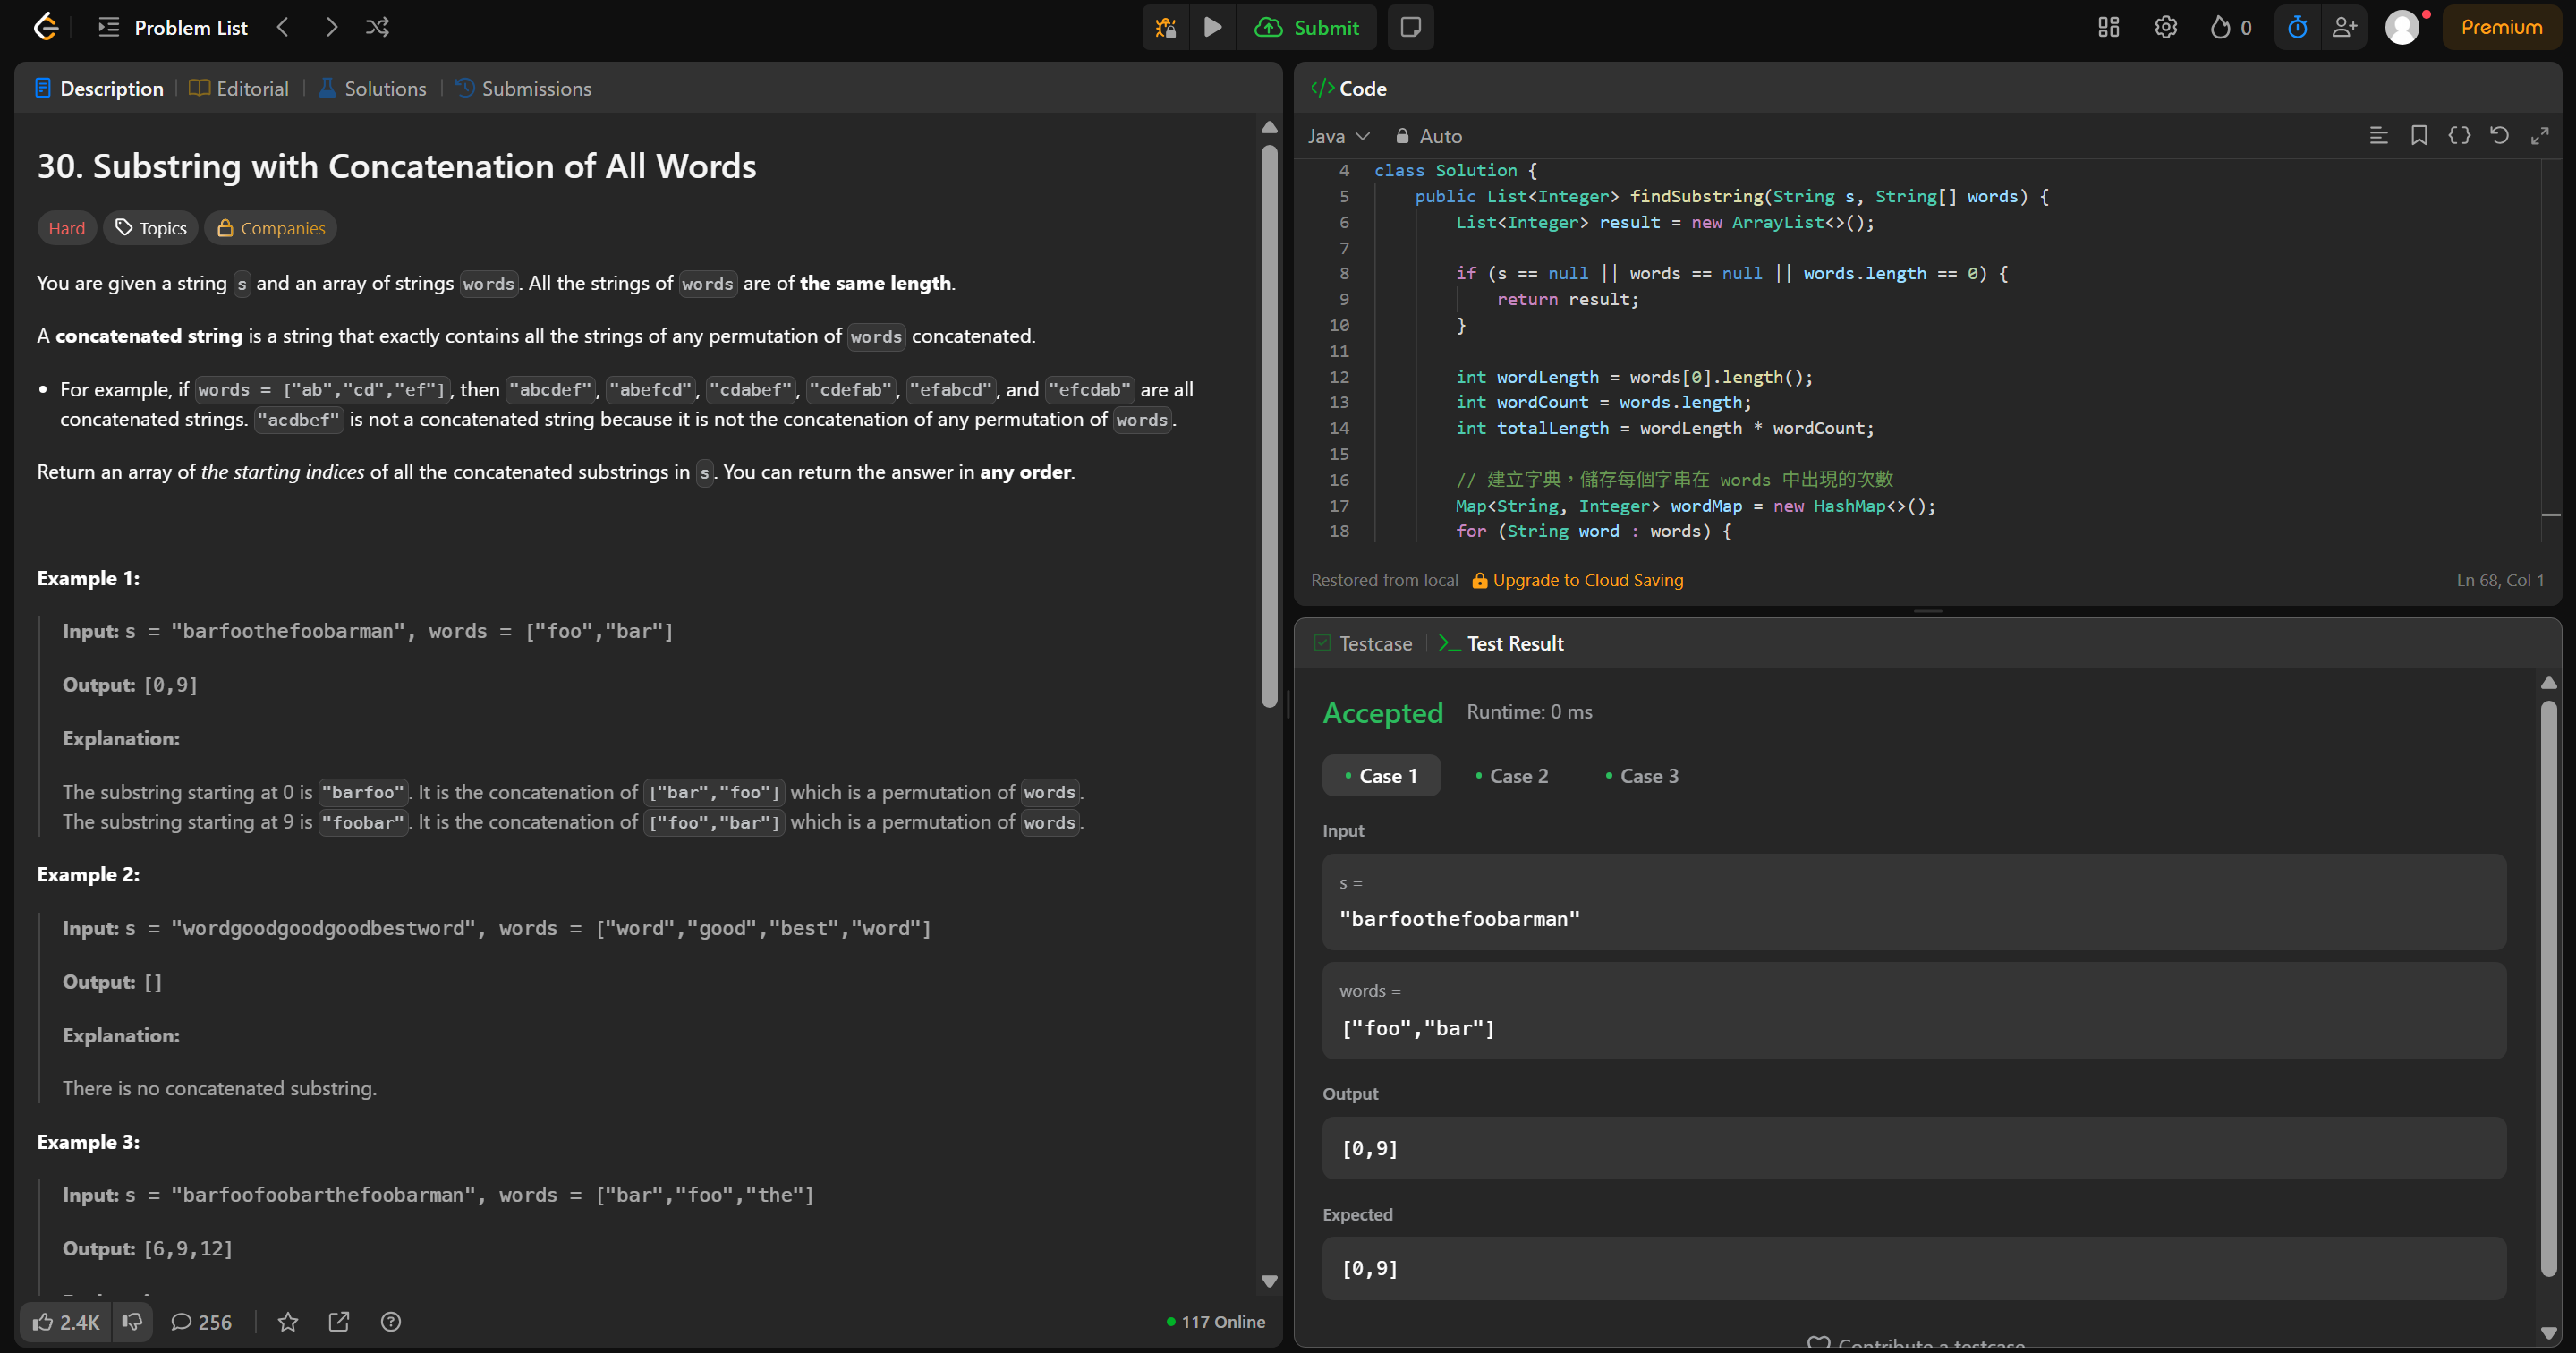 Problem List
Submit
0
Premium
Description
Editorial
Solutions
Submissions
30. Substring with Concatenation of All Words
Hard
Topics
Companies
You are given a string s and an array of strings words. All the strings of words are of the same length.
A concatenated string is a string that exactly contains all the strings of any permutation of words concatenated.
• For example, if words = ["ab","cd","ef"], then "abcdef", "abefcd", "cdabef", "cdefab", "efabcd", and "efcdab" are all
concatenated strings. "acdbef" is not a concatenated string because it is not the concatenation of any permutation of words.
Return an array of the starting indices of all the concatenated substrings in s. You can return the answer in any order.
Example 1:
Input: s = "barfoothefoobarman", words = ["foo","bar"]
Output: [0,9]
Explanation:
The substring starting at 0 is "barfoo". It is the concatenation of ["bar","foo"] which is a permutation of words.
The substring starting at 9 is "foobar". It is the concatenation of ["foo","bar"] which is a permutation of words.
Example 2:
Input: s = "wordgoodgoodgoodbestword", words = ["word","good","best","word"]
Output: []
Explanation:
There is no concatenated substring.
Example 3:
Input: s = "barfoofoobarthefoobarman", words = ["bar","foo","the"]
Output: [6,9,12]
2.4K
256
117 Online
</> Code
Java
Auto
4 class Solution {
5 public List<Integer> findSubstring(String s, String[] words) {
6 List<Integer> result = new ArrayList<>();
7
8 if (s == null || words == null || words.length == 0) {
9 return result;
10 }
11
12 int wordLength = words[0].length();
13 int wordCount = words.length;
14 int totalLength = wordLength * wordCount;
15
16 // 建立字典，儲存每個字串在 words 中出現的次數
17 Map<String, Integer> wordMap = new HashMap<>();
18 for (String word : words) {
Restored from local
Upgrade to Cloud Saving
Ln 68, Col 1
Testcase
Test Result
Accepted
Runtime: 0 ms
• Case 1
• Case 2
• Case 3
Input
s =
"barfoothefoobarman"
words =
["foo","bar"]
Output
[0,9]
Expected
[0,9]
Contribute a testcase